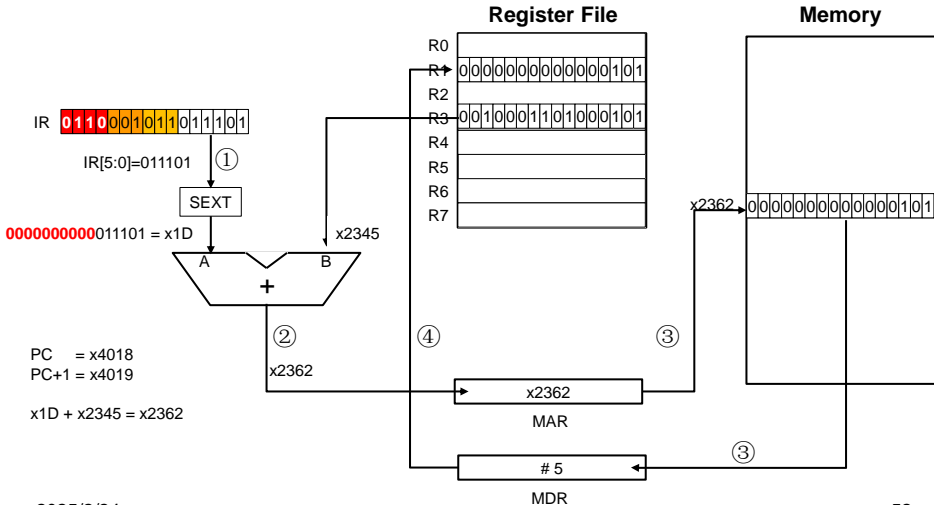 Register File
Memory
R0
R1 0000000000000101
R2
R3 0010001101000101
R4
R5
R6
R7
IR 0110001011011101
IR[5:0]=011101
①
SEXT
0000000000011101 = x1D
x2345
A
B
+
②
x2362
④
③
x2362
0000000000000101
PC = x4018
PC+1 = x4019
x1D + x2345 = x2362
x2362
MAR
③
# 5
MDR